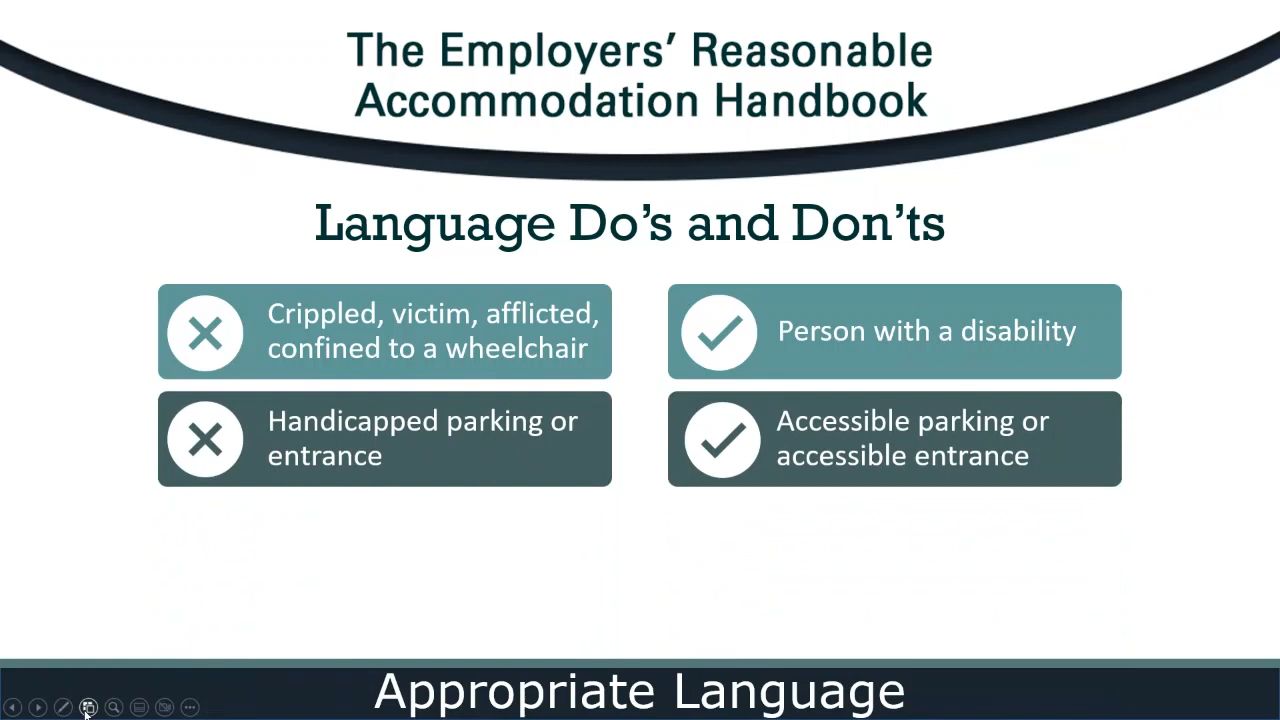 The Employers’ Reasonable
Accommodation Handbook
Language Do’s and Don’ts
Crippled, victim, afflicted,
confined to a wheelchair
Person with a disability
Handicapped parking or
entrance
Accessible parking or
accessible entrance
Appropriate Language